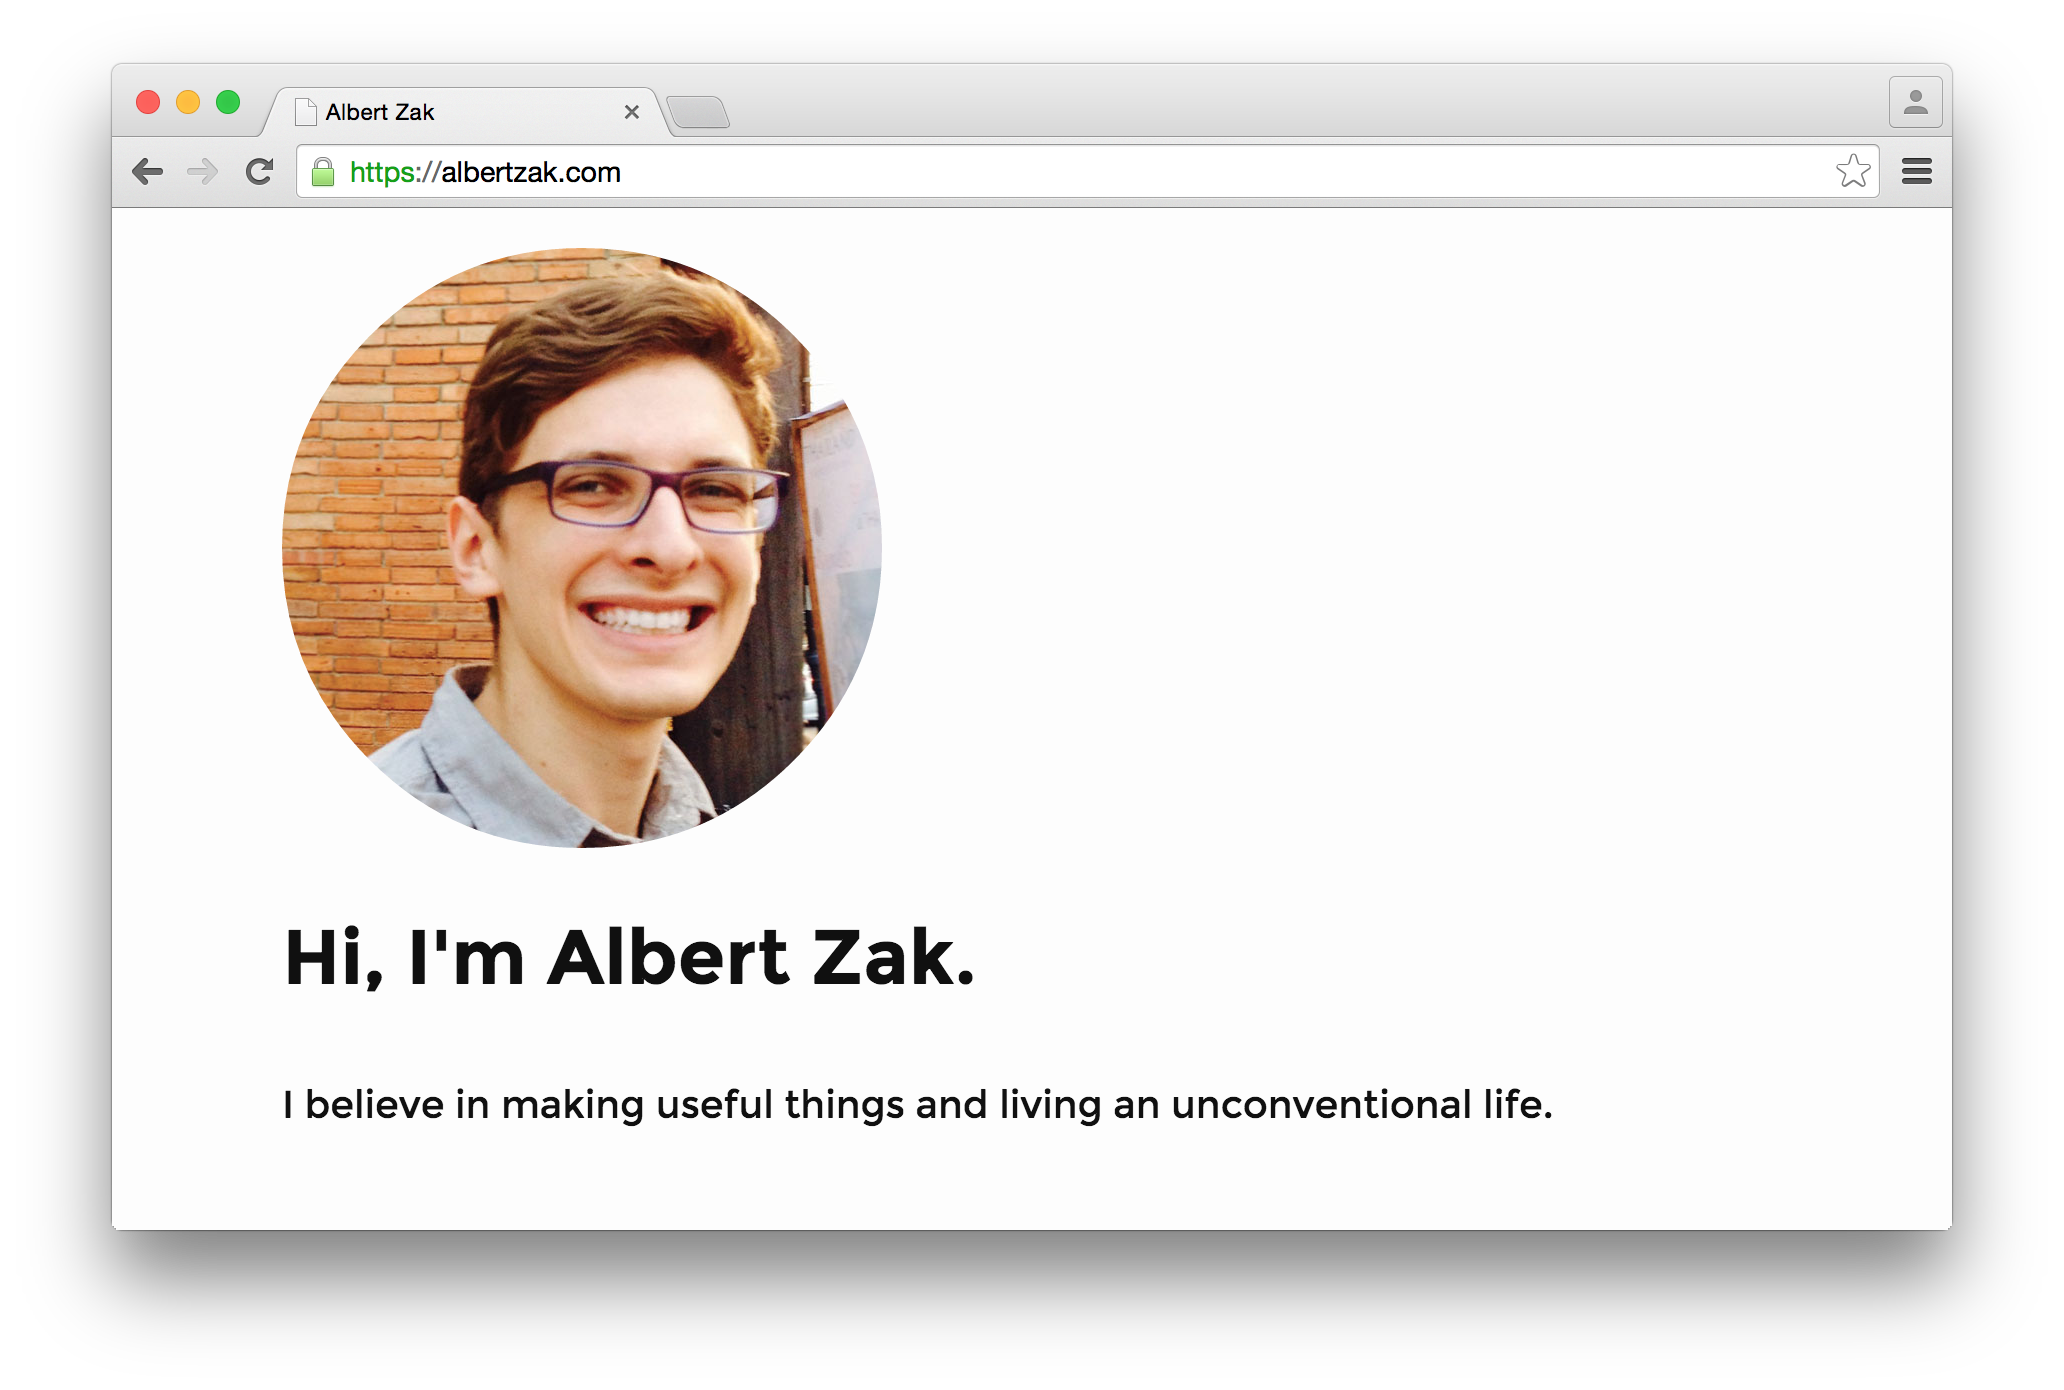 Albert Zak
https://albertzak.com
Hi, I'm Albert Zak.
I believe in making useful things and living an unconventional life.